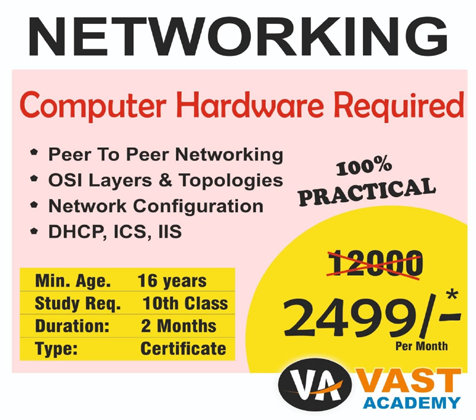 NETWORKING
Computer Hardware Required
• Peer To Peer Networking
• OSI Layers & Topologies
• Network Configuration
• DHCP, ICS, IIS
100%
PRACTICAL
Min. Age. 16 years
Study Req. 10th Class
Duration: 2 Months
Type: Certificate
12000
2499/-*
Per Month
VA VAST
ACADEMY